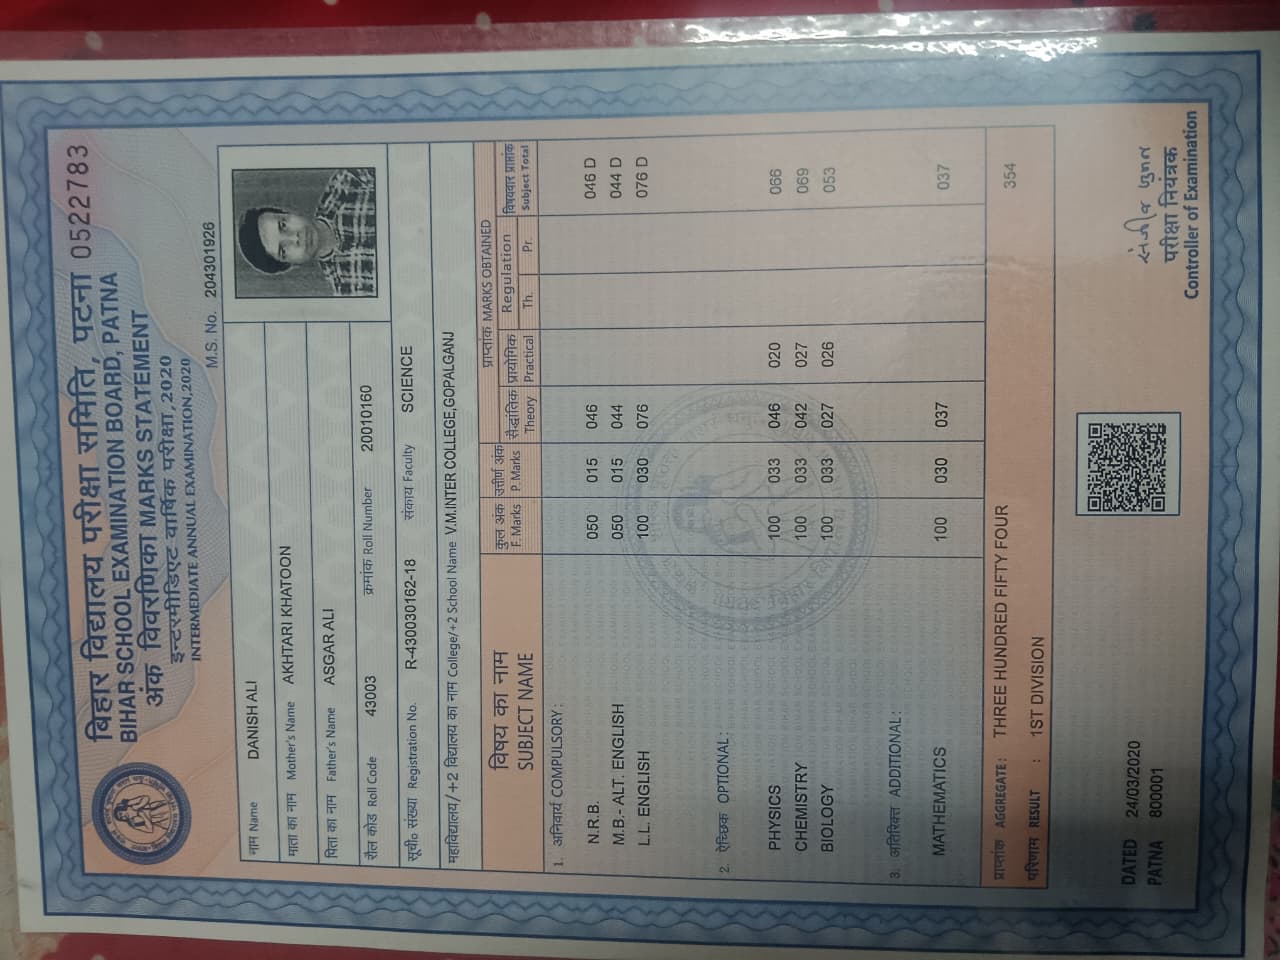 बिहार विद्यालय परीक्षा समिति, पटना 0522783
BIHAR SCHOOL EXAMINATION BOARD, PATNA
अंक विवरणिका MARKS STATEMENT
इन्टरमीडिएट वार्षिक परीक्षा, 2020
INTERMEDIATE ANNUAL EXAMINATION, 2020
M.S. No. 204301926
नाम Name DANISH ALI
माता का नाम Mother's Name AKHTARI KHATOON
पिता का नाम Father's Name ASGAR ALI
रौल कोड Roll Code 43003 क्रमांक Roll Number 20010160
सूची० संख्या Registration No. R-430030162-18 संकाय Faculty SCIENCE
महाविद्यालय/+2 विद्यालय का नाम College/+2 School Name V.M.INTER COLLEGE,GOPALGANJ
विषय का नाम
SUBJECT NAME
कुल अंक
F. Marks
उत्तीर्ण अंक
P. Marks
प्राप्तांक MARKS OBTAINED
सैद्धांतिक
Theory
प्रायोगिक
Practical
Regulation
Th. Pr.
विषयवार प्राप्तांक
Subject Total
1. अनिवार्य COMPULSORY:
N.R.B. 050 015 046 046 D
M.B.- ALT. ENGLISH 050 015 044 044 D
L.L. ENGLISH 100 030 076 076 D
2. ऐच्छिक OPTIONAL:
PHYSICS 100 033 046 020 066
CHEMISTRY 100 033 042 027 069
BIOLOGY 100 033 027 026 053
3. अतिरिक्त ADDITIONAL:
MATHEMATICS 100 030 037 037
प्राप्तांक AGGREGATE: THREE HUNDRED FIFTY FOUR 354
परिणाम RESULT : 1ST DIVISION
DATED 24/03/2020
PATNA 800001
परीक्षा नियंत्रक
Controller of Examination